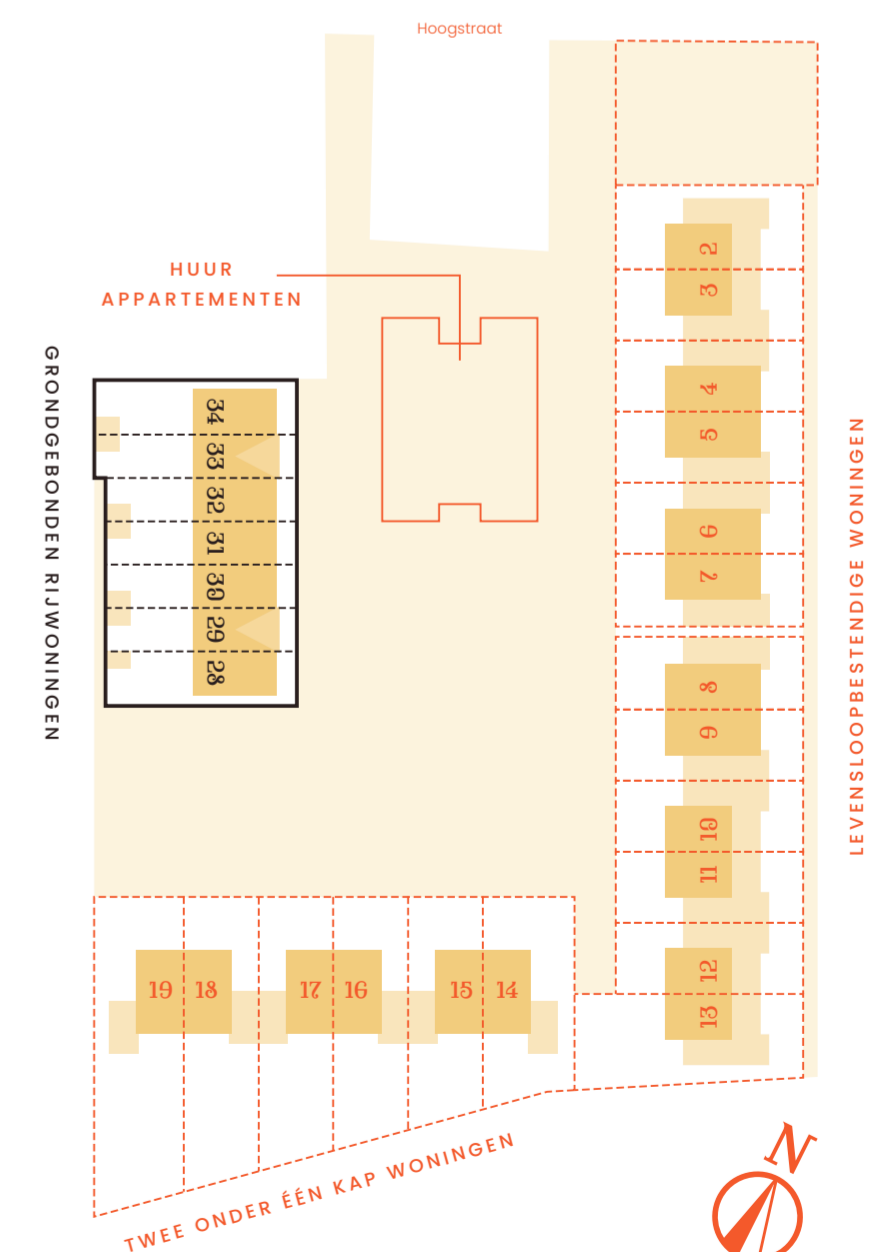 Hoogstraat
HUUR
APPARTEMENTEN
GRONDGEBONDEN RIJWONINGEN
34
33
32
31
30
29
28
2
3
4
5
6
7
8
9
10
11
12
13
LEVENSLOOPBESTENDIGE WONINGEN
19 18 17 16 15 14
TWEE ONDER ÉÉN KAP WONINGEN
N